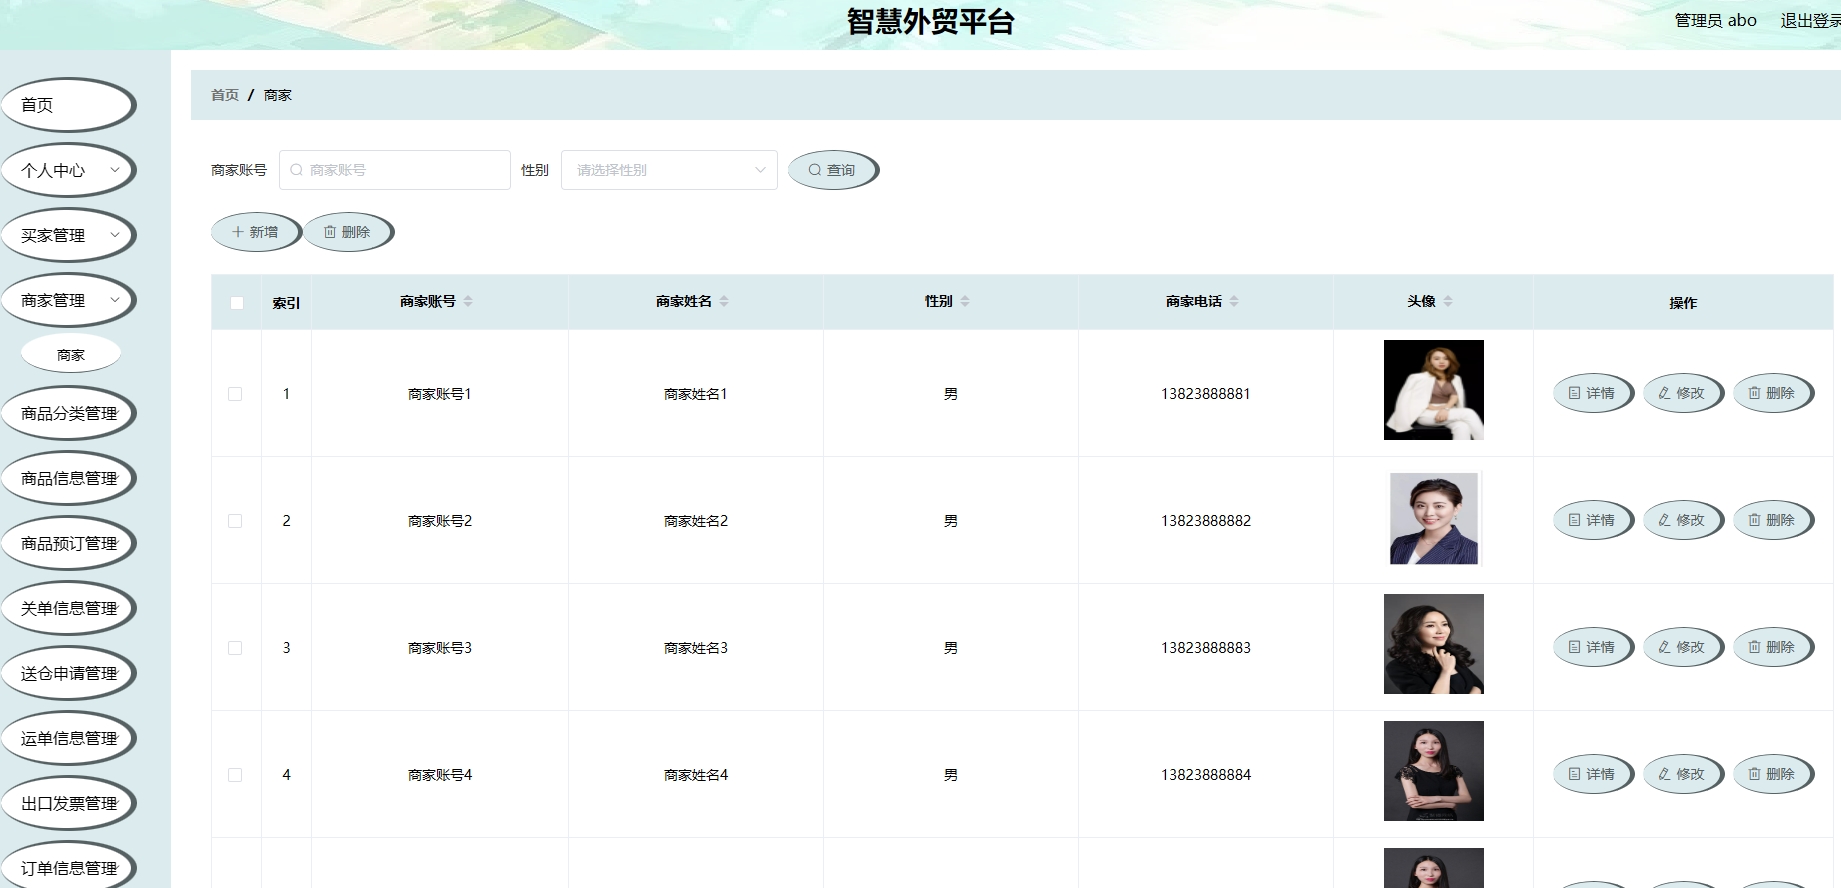 智慧外贸平台
管理员 abo 退出登录
首页
个人中心
买家管理
商家管理
商家
商品分类管理
商品信息管理
商品预订管理
关单信息管理
送仓申请管理
运单信息管理
出口发票管理
订单信息管理
首页 / 商家
商家账号 商家账号 性别 请选择性别 查询
新增 删除
索引 商家账号 商家姓名 性别 商家电话 头像 操作
1 商家账号1 商家姓名1 男 13823888881 详情 修改 删除
2 商家账号2 商家姓名2 男 13823888882 详情 修改 删除
3 商家账号3 商家姓名3 男 13823888883 详情 修改 删除
4 商家账号4 商家姓名4 男 13823888884 详情 修改 删除